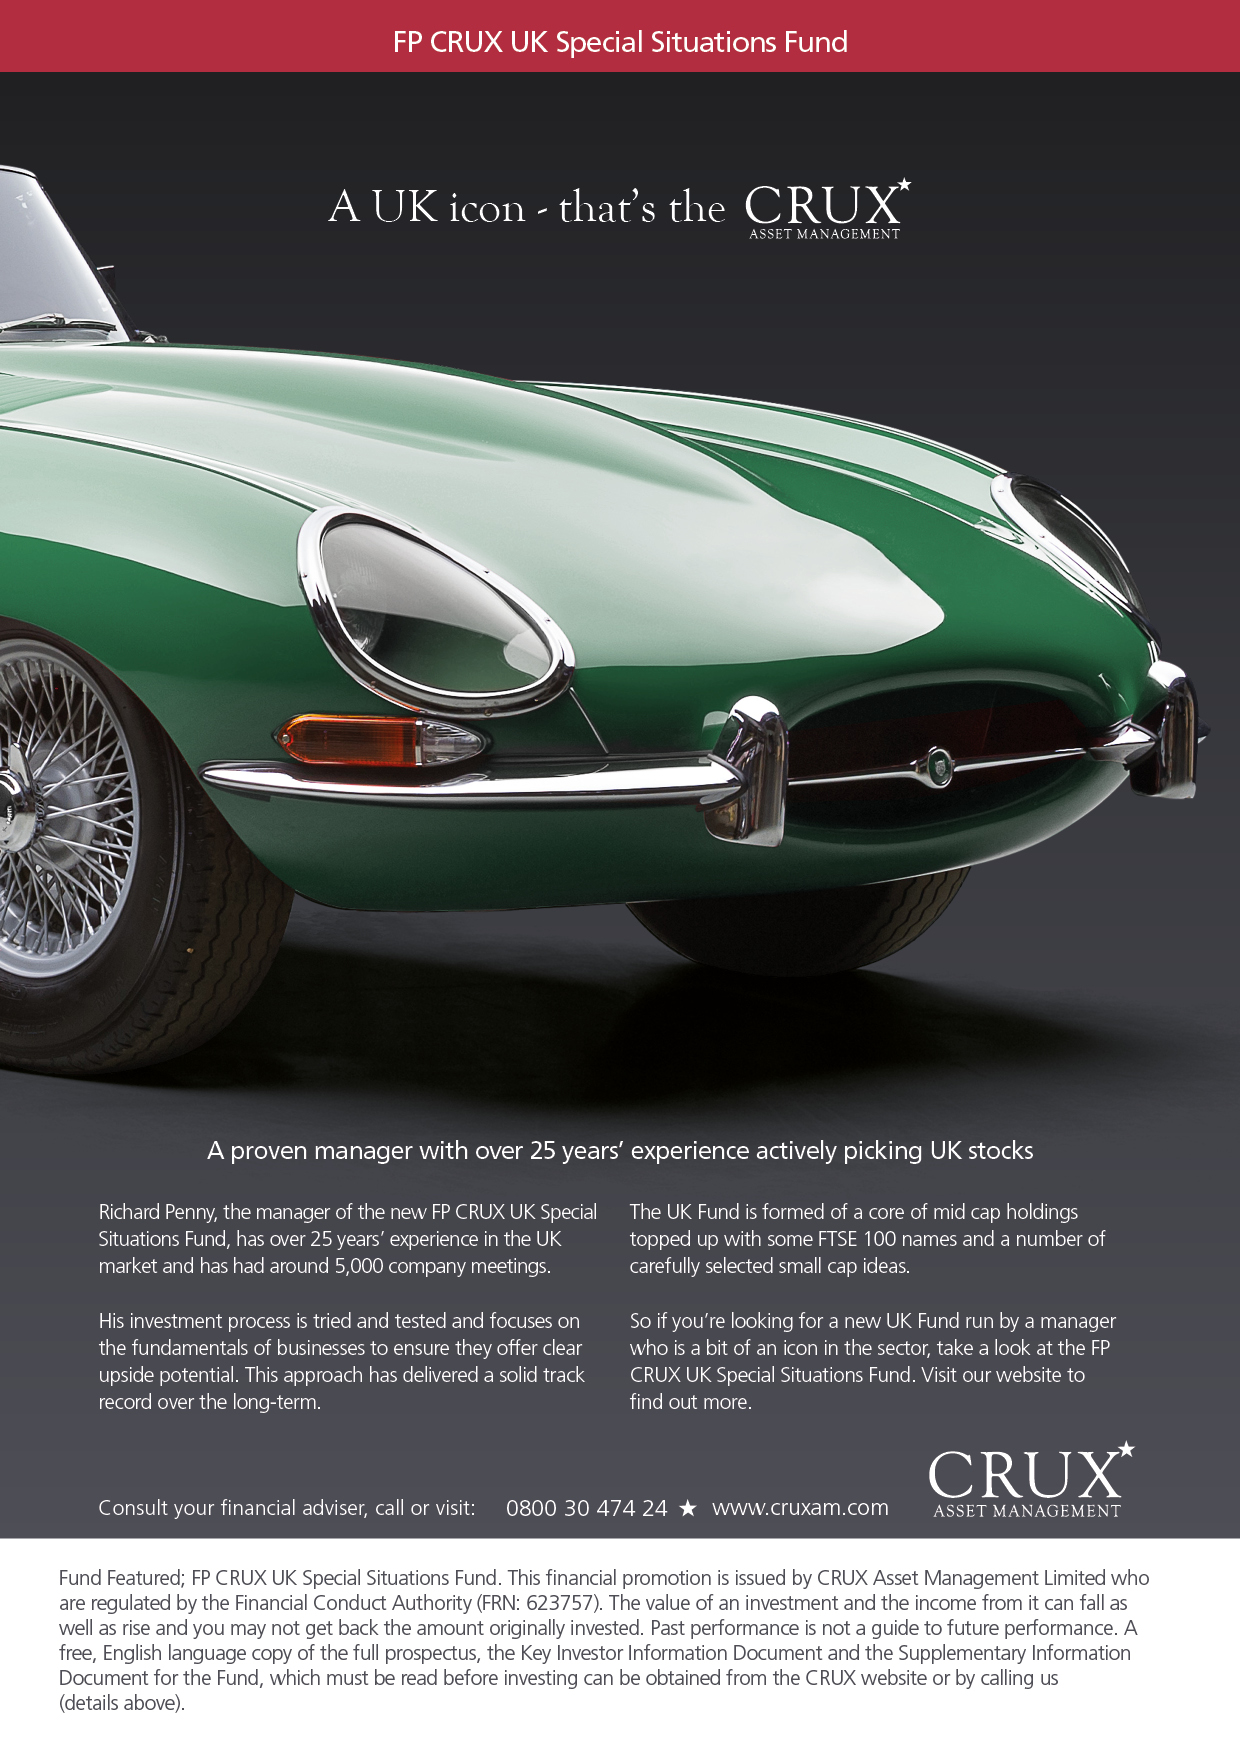 FP CRUX UK Special Situations Fund
A UK icon - that's the CRUX
ASSET MANAGEMENT
A proven manager with over 25 years' experience actively picking UK stocks
Richard Penny, the manager of the new FP CRUX UK Special
Situations Fund, has over 25 years' experience in the UK
market and has had around 5,000 company meetings.
His investment process is tried and tested and focuses on
the fundamentals of businesses to ensure they offer clear
upside potential. This approach has delivered a solid track
record over the long-term.
The UK Fund is formed of a core of mid cap holdings
topped up with some FTSE 100 names and a number of
carefully selected small cap ideas.
So if you're looking for a new UK Fund run by a manager
who is a bit of an icon in the sector, take a look at the FP
CRUX UK Special Situations Fund. Visit our website to
find out more.
Consult your financial adviser, call or visit: 0800 30 474 24 ★ www.cruxam.com
CRUX
ASSET MANAGEMENT
Fund Featured; FP CRUX UK Special Situations Fund. This financial promotion is issued by CRUX Asset Management Limited who
are regulated by the Financial Conduct Authority (FRN: 623757). The value of an investment and the income from it can fall as
well as rise and you may not get back the amount originally invested. Past performance is not a guide to future performance. A
free, English language copy of the full prospectus, the Key Investor Information Document and the Supplementary Information
Document for the Fund, which must be read before investing can be obtained from the CRUX website or by calling us
(details above).